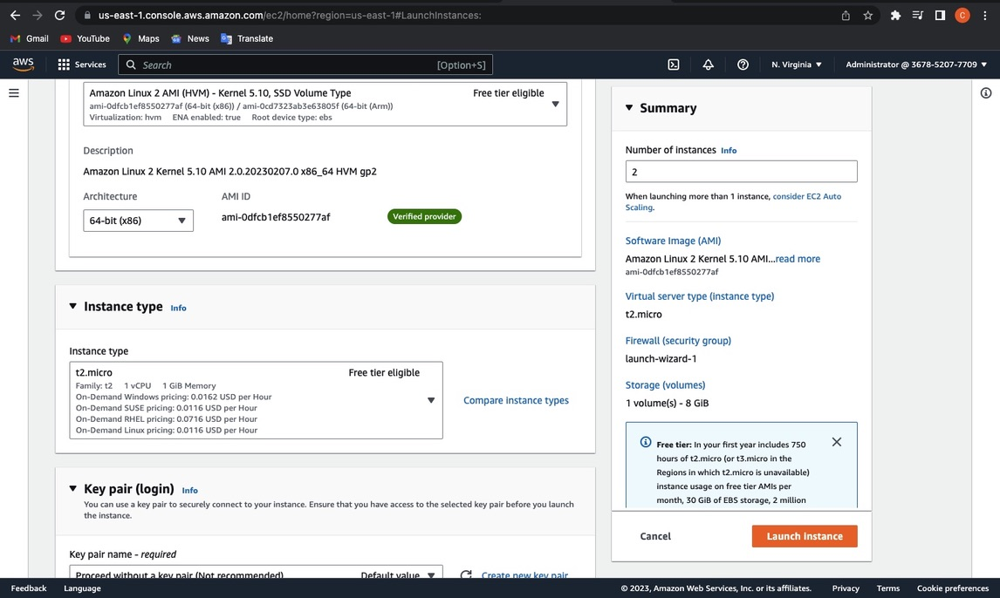 us-east-1.console.aws.amazon.com/ec2/home?region=us-east-1#LaunchInstances:
C
Gmail
YouTube
Maps
News
Translate
aws
Services
Search
[Option+S]
N. Virginia
Administrator @ 3678-5207-7709
Amazon Linux 2 AMI (HVM) - Kernel 5.10, SSD Volume Type
Free tier eligible
ami-0dfcb1ef8550277af (64-bit (x86)) / ami-0cd7323ab3e63805f (64-bit (Arm))
Virtualization: hvm ENA enabled: true Root device type: ebs
Description
Amazon Linux 2 Kernel 5.10 AMI 2.0.20230207.0 x86_64 HVM gp2
Architecture
AMI ID
64-bit (x86)
ami-0dfcb1ef8550277af
Verified provider
Instance type Info
Instance type
t2.micro
Free tier eligible
Family: t2 1 vCPU 1 GiB Memory
On-Demand Windows pricing: 0.0162 USD per Hour
On-Demand SUSE pricing: 0.0116 USD per Hour
On-Demand RHEL pricing: 0.0716 USD per Hour
On-Demand Linux pricing: 0.0116 USD per Hour
Compare instance types
Key pair (login) Info
You can use a key pair to securely connect to your instance. Ensure that you have access to the selected key pair before you launch
the instance.
Key pair name - required
Proceed without a key pair (Not recommended)
Default value
Create new key pair
Summary
Number of instances Info
2
When launching more than 1 instance, consider EC2 Auto
Scaling.
Software Image (AMI)
Amazon Linux 2 Kernel 5.10 AMI...read more
ami-0dfcb1ef8550277af
Virtual server type (instance type)
t2.micro
Firewall (security group)
launch-wizard-1
Storage (volumes)
1 volume(s) - 8 GiB
Free tier: In your first year includes 750
hours of t2.micro (or t3.micro in the
Regions in which t2.micro is unavailable)
instance usage on free tier AMIs per
month, 30 GiB of EBS storage, 2 million
Cancel
Launch instance
Feedback
Language
© 2023, Amazon Web Services, Inc. or its affiliates.
Privacy
Terms
Cookie preferences